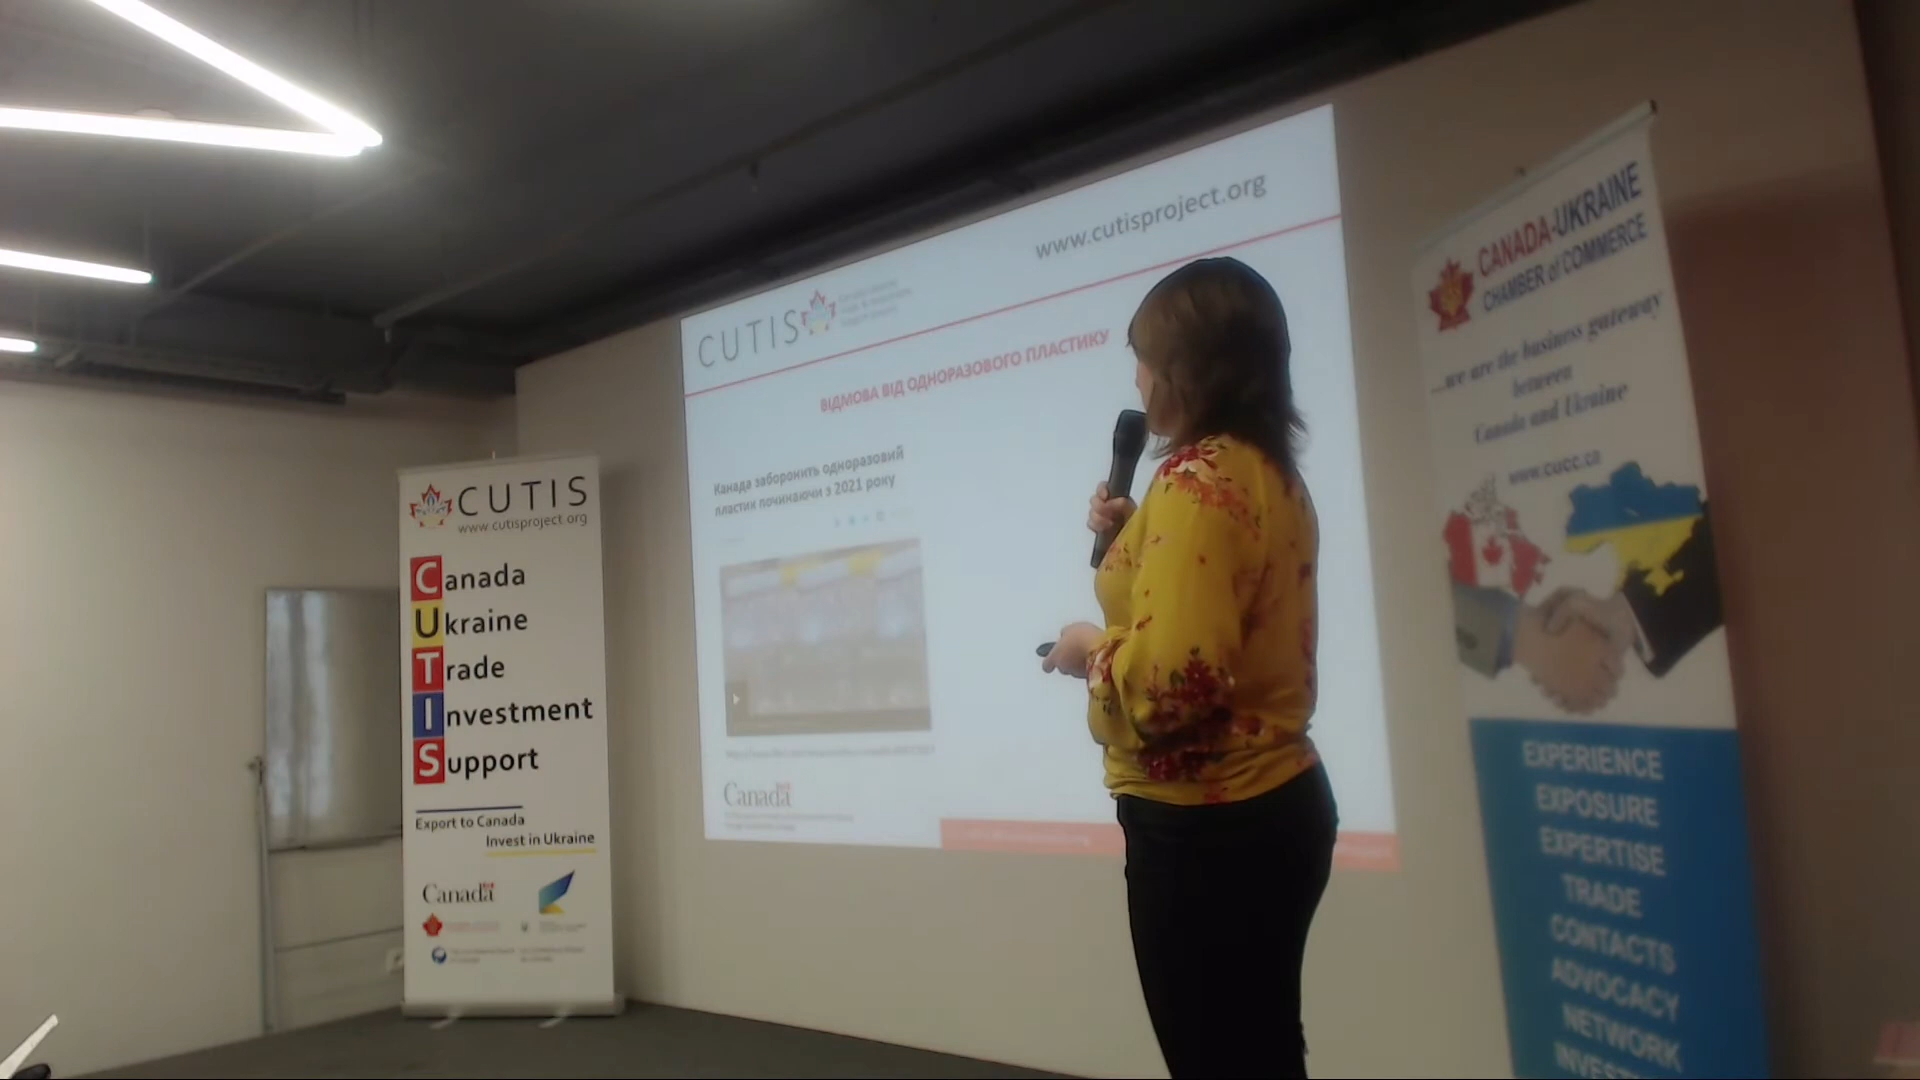 CUTIS
www.cutisproject.org
Canada
Ukraine
Trade
Investment
Support
Export to Canada
Invest in Ukraine
Canada
CUTIS
www.cutisproject.org
ВІДМОВА ВІД ОДНОРАЗОВОГО ПЛАСТИКУ
Канада заборонить одноразовий
пластик починаючи з 2021 року
Canada
CANADA-UKRAINE
CHAMBER of COMMERCE
...we are the business gateway
between
Canada and Ukraine
www.cucc.ca
EXPERIENCE
EXPOSURE
EXPERTISE
TRADE
CONTACTS
ADVOCACY
NETWORK